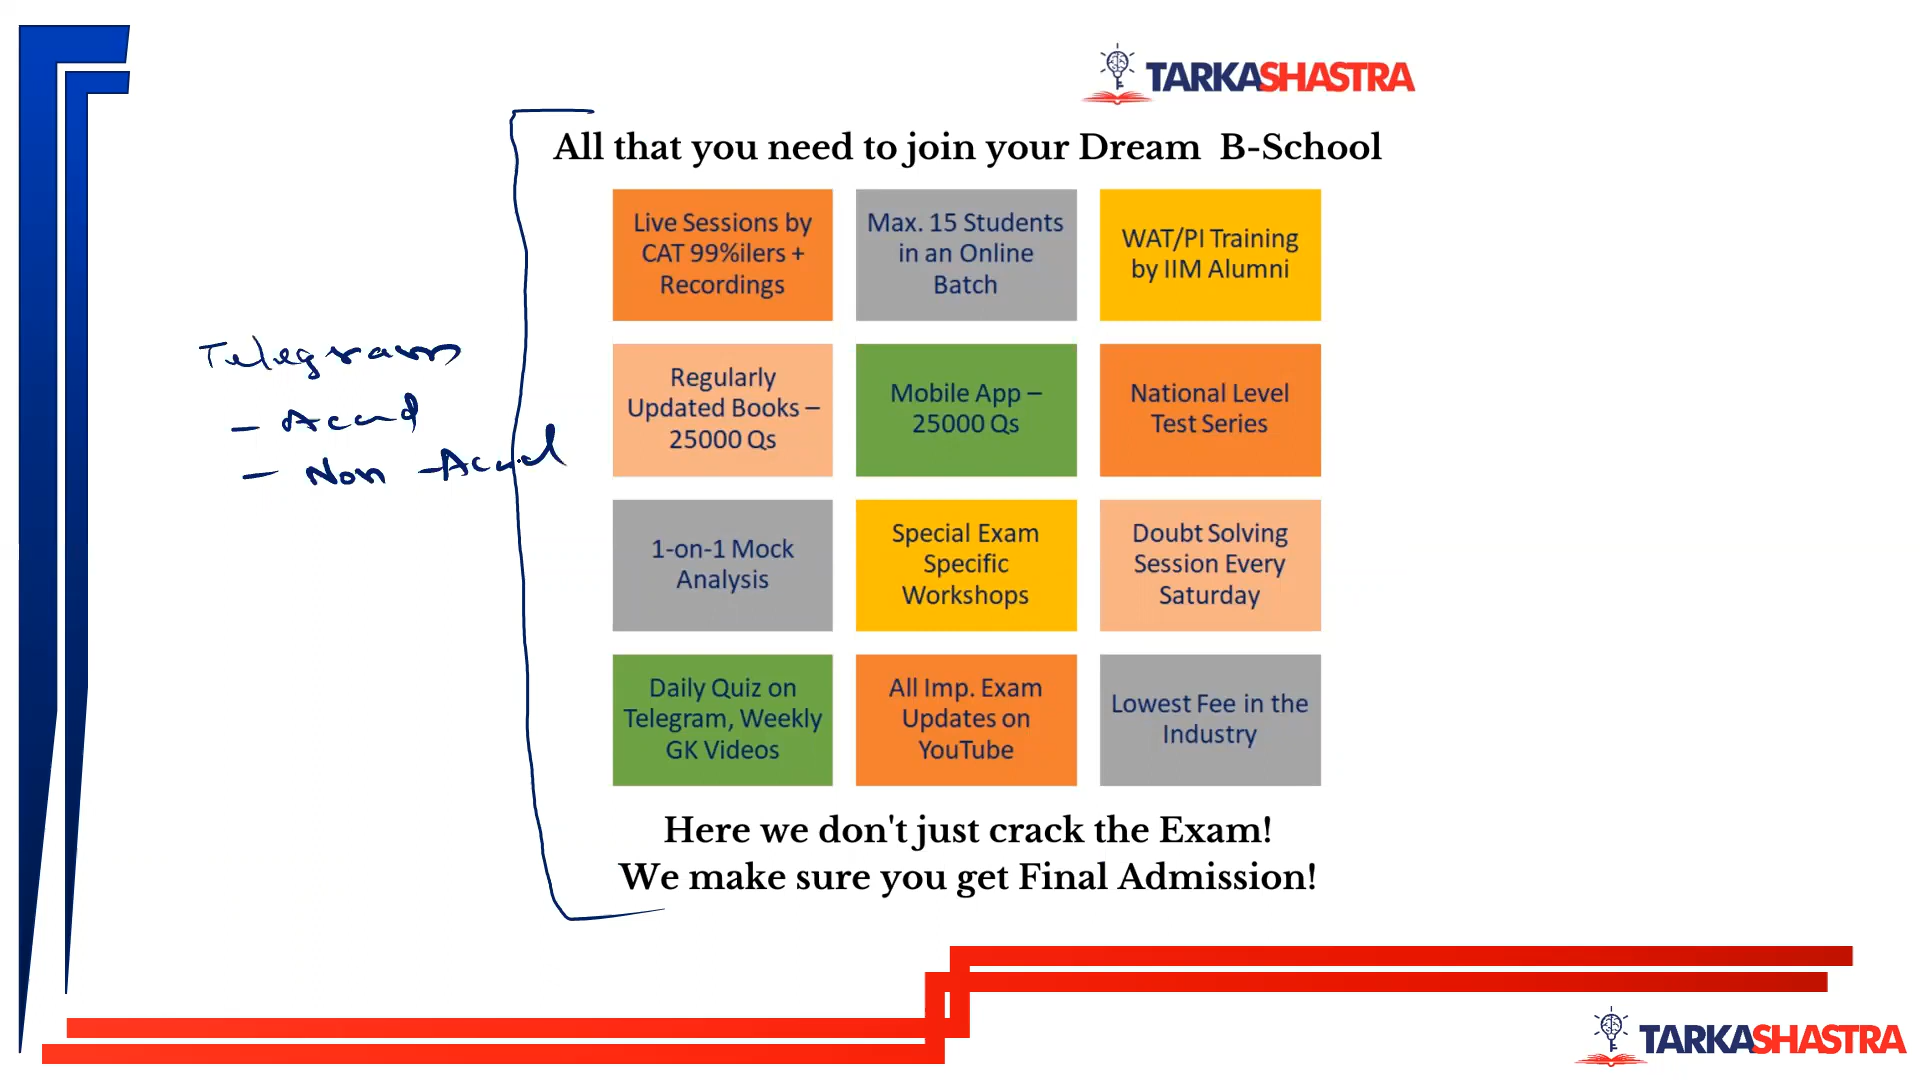 TARKASHASTRA
All that you need to join your Dream B-School
Live Sessions by
CAT 99%ilers +
Recordings
Max. 15 Students
in an Online
Batch
WAT/PI Training
by IIM Alumni
Telegram
- Acad
- Non-Acad
Regularly
Updated Books –
25000 Qs
Mobile App –
25000 Qs
National Level
Test Series
1-on-1 Mock
Analysis
Special Exam
Specific
Workshops
Doubt Solving
Session Every
Saturday
Daily Quiz on
Telegram, Weekly
GK Videos
All Imp. Exam
Updates on
YouTube
Lowest Fee in the
Industry
Here we don't just crack the Exam!
We make sure you get Final Admission!
TARKASHASTRA